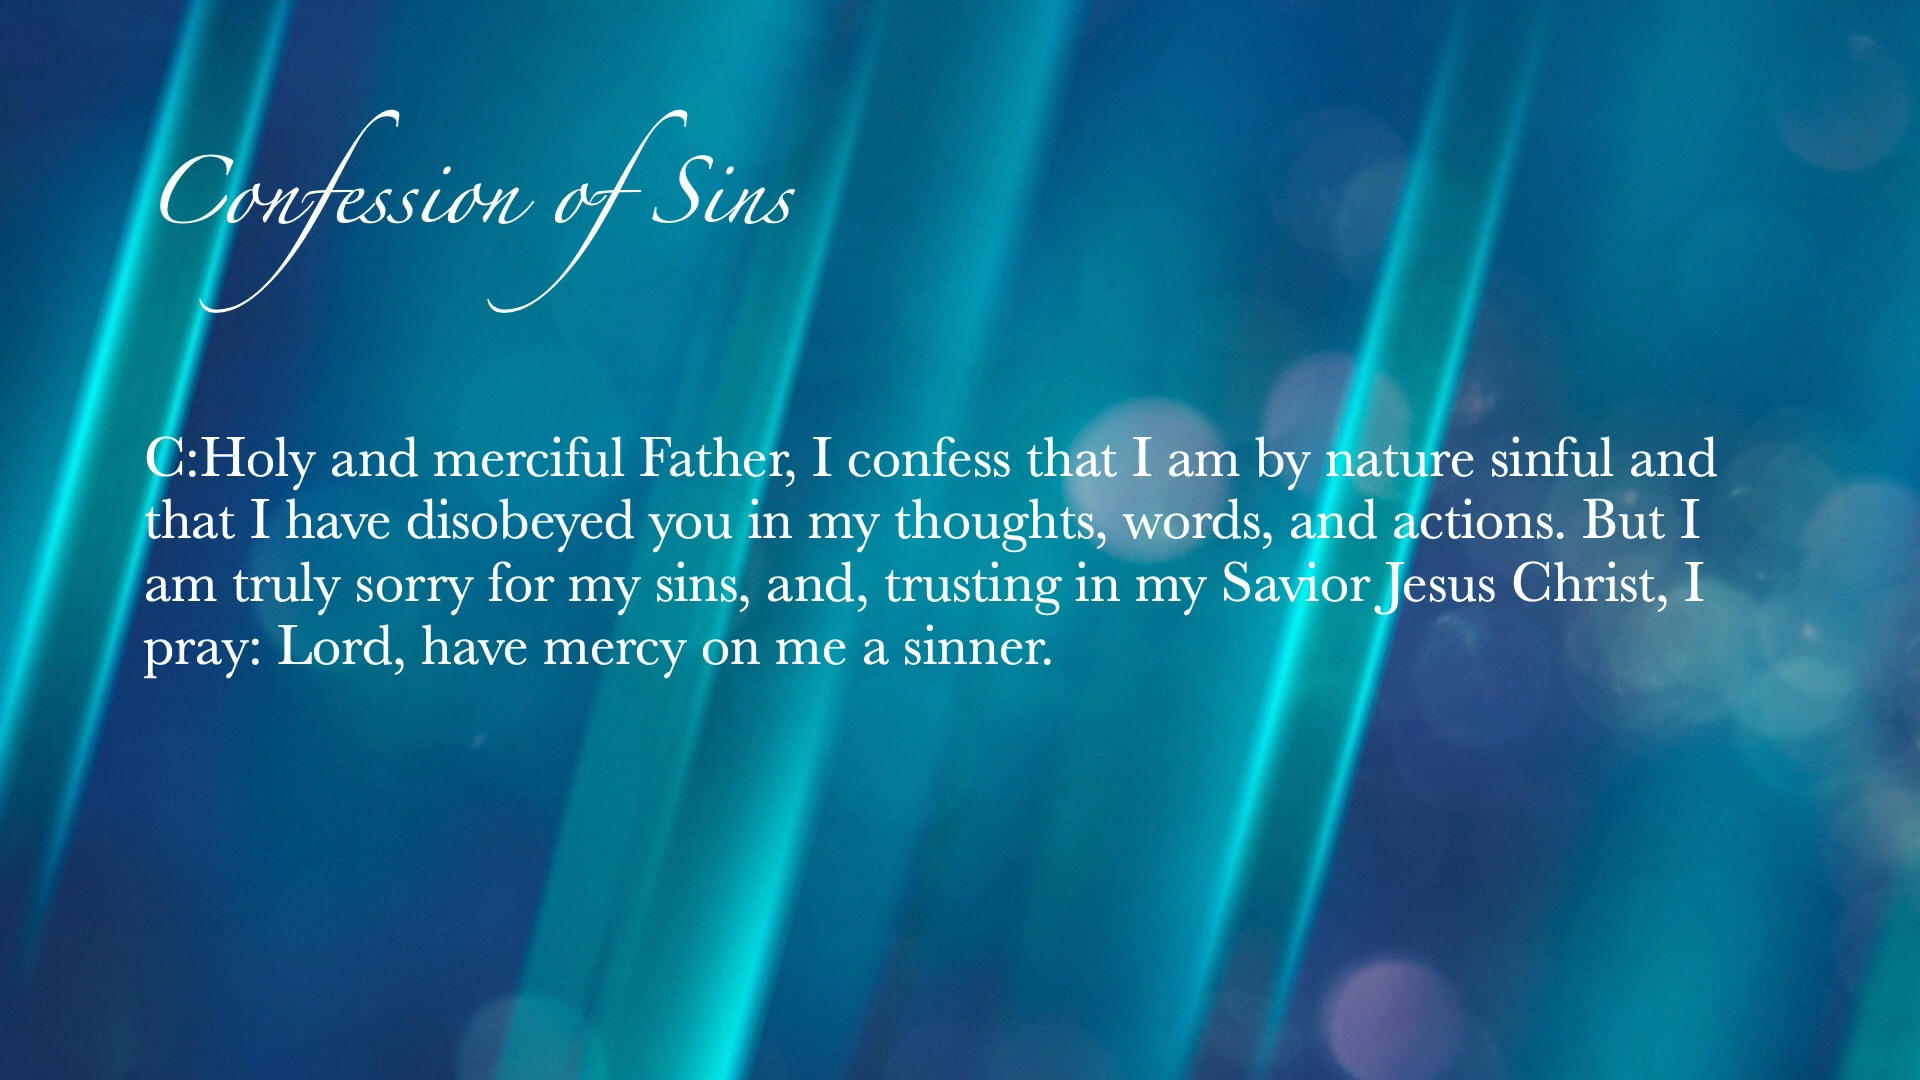 Confession of Sins
C:Holy and merciful Father, I confess that I am by nature sinful and
that I have disobeyed you in my thoughts, words, and actions. But I
am truly sorry for my sins, and, trusting in my Savior Jesus Christ, I
pray: Lord, have mercy on me a sinner.